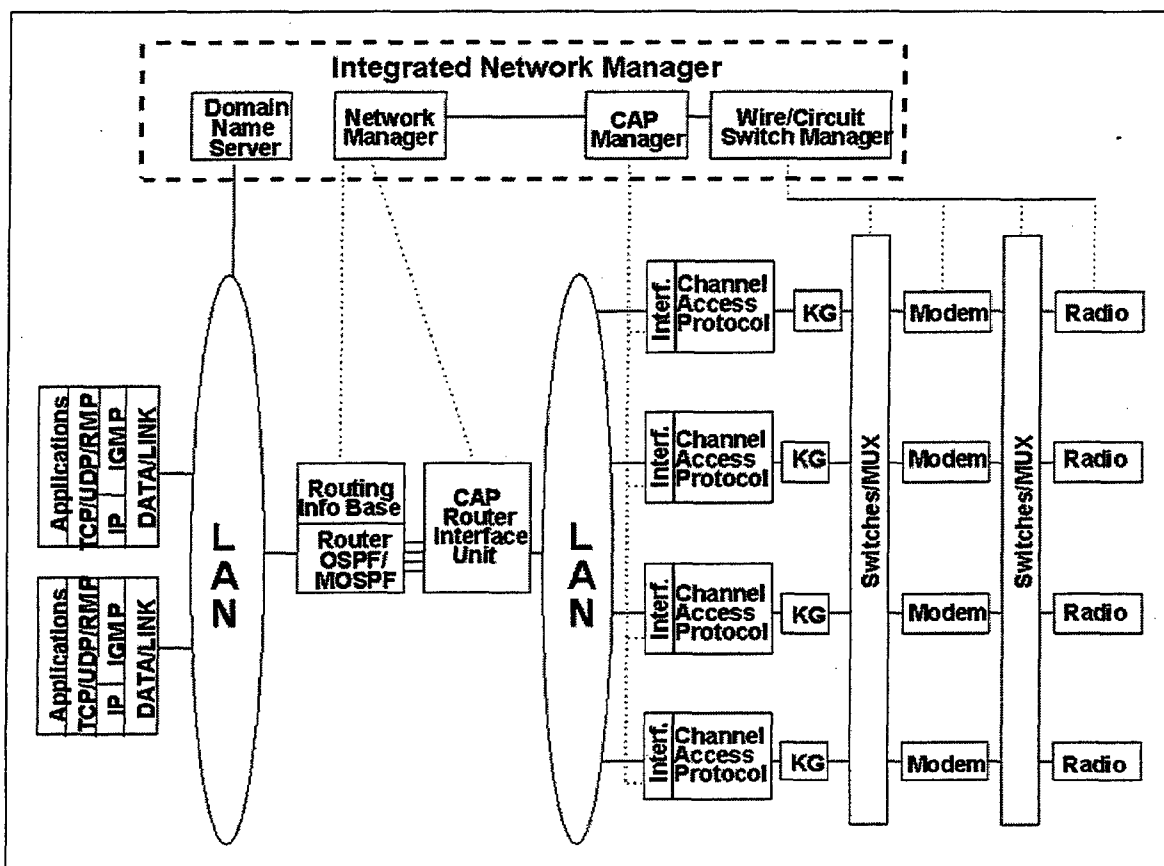 Integrated Network Manager
Domain
Name
Server
Network
Manager
CAP
Manager
Wire/Circuit
Switch Manager
Applications
TCP/UDP/RMP
IP
IGMP
DATA/LINK
Applications
TCP/UDP/RMP
IP
IGMP
DATA/LINK
LAN
Routing
Info Base
Router
OSPF/
MOSPF
CAP
Router
Interface
Unit
LAN
Interf.
Channel
Access
Protocol
KG
Modem
Radio
Interf.
Channel
Access
Protocol
KG
Modem
Radio
Interf.
Channel
Access
Protocol
KG
Modem
Radio
Interf.
Channel
Access
Protocol
KG
Modem
Radio
Switches/MUX
Switches/MUX